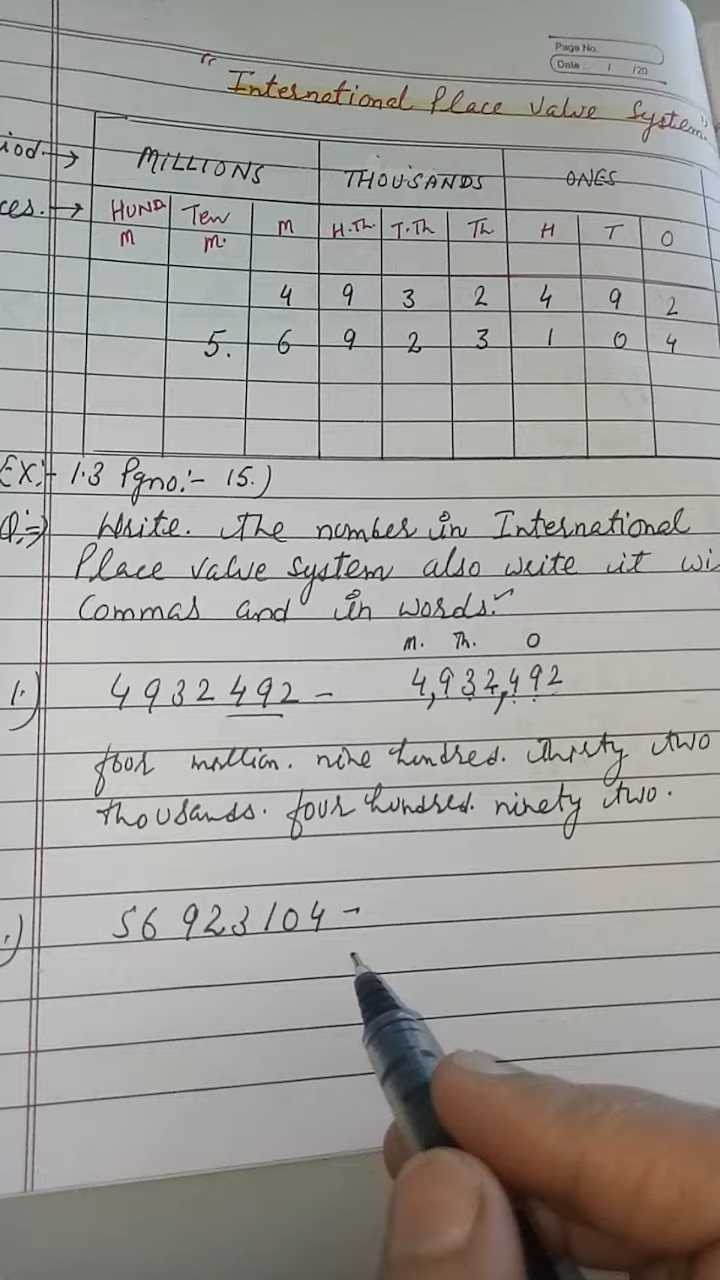 Page No.
Date / /20
"International Place Value System"
iod. → MILLIONS THOUSANDS ONES
ces. → HUND M Ten m. M H.Th. T.Th Th H T O
4 9 3 2 4 9 2
5. 6 9 2 3 1 0 4
EX:- 1.3 Pgno:- 15.)
Q:⇒ Write. The number in International
Place value system also write it wi
Commas and in words.
M. Th. O
1.) 4932492 - 4,932,492
four million. nine hundred. thirty two
thousands. four hundred. ninety two.
.) 56923104 -